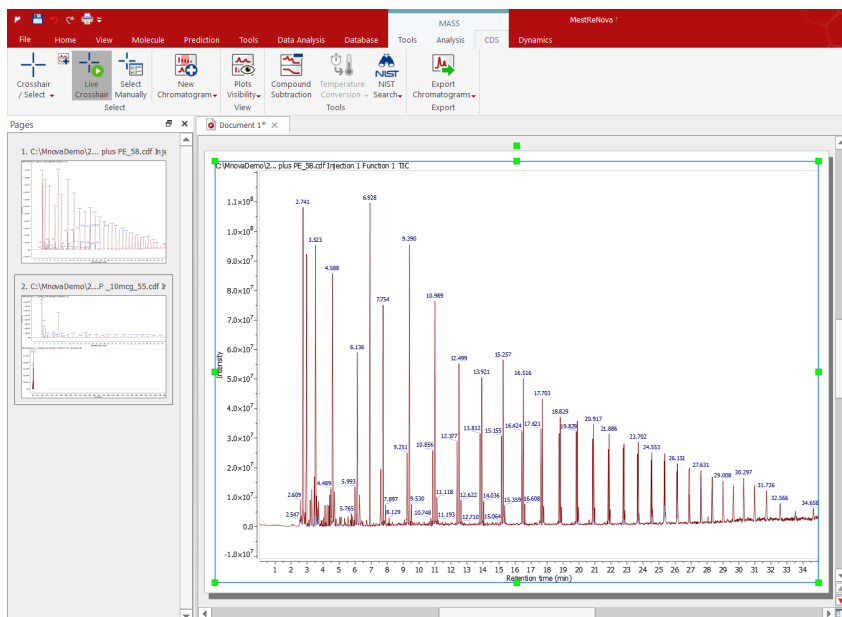 MASS
MestReNova
File Home View Molecule Prediction Tools Data Analysis Database Tools Analysis CDS Dynamics
Crosshair / Select
Live Crosshair
Select Manually
New Chromatogram
Plots Visibility
Compound Subtraction
Temperature Conversion
NIST
NIST Search
Export Chromatograms
Select View Tools Export
Pages
Document 1*
1. C:\MnovaDemo\2... plus PE_58.cdf Inje
2. C:\MnovaDemo\2...P _10mcg_55.cdf Ir
C:\MnovaDemo\2... plus PE_58.cdf Injection 1 Function 1 TIC
Intensity
1.1×10⁸
1.0×10⁸
9.0×10⁷
8.0×10⁷
7.0×10⁷
6.0×10⁷
5.0×10⁷
4.0×10⁷
3.0×10⁷
2.0×10⁷
1.0×10⁷
0.0
-1.0×10⁷
2.741
6.928
3.523
9.390
4.588
7.754
10.989
6.136
12.499
15.257
13.921
16.516
17.703
18.829
9.251
10.856
12.377
13.812
15.155
16.424
17.621
19.829
20.917
21.886
23.702
24.553
26.151
27.631
29.008
30.297
31.726
32.566
34.658
2.609
2.547
4.489
5.993
5.765
7.897
8.129
9.530
10.748
11.118
11.193
12.622
12.710
14.036
15.064
15.359
16.608
1 2 3 4 5 6 7 8 9 10 11 12 13 14 15 16 17 18 19 20 21 22 23 24 25 26 27 28 29 30 31 32 33 34
Retention time (min)